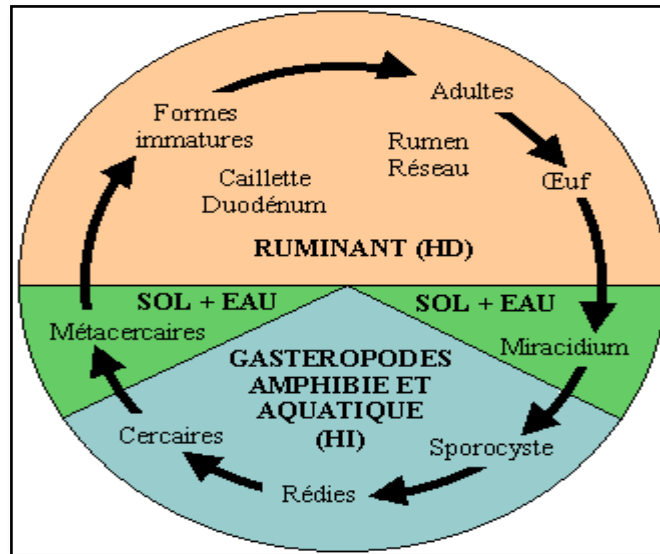 Adultes
Formes
immatures
Rumen
Réseau
Caillette
Duodénum
Œuf
RUMINANT (HD)
SOL + EAU
SOL + EAU
Métacercaires
Miracidium
GASTEROPODES
AMPHIBIE ET
AQUATIQUE
(HI)
Cercaires
Sporocyste
Rédies